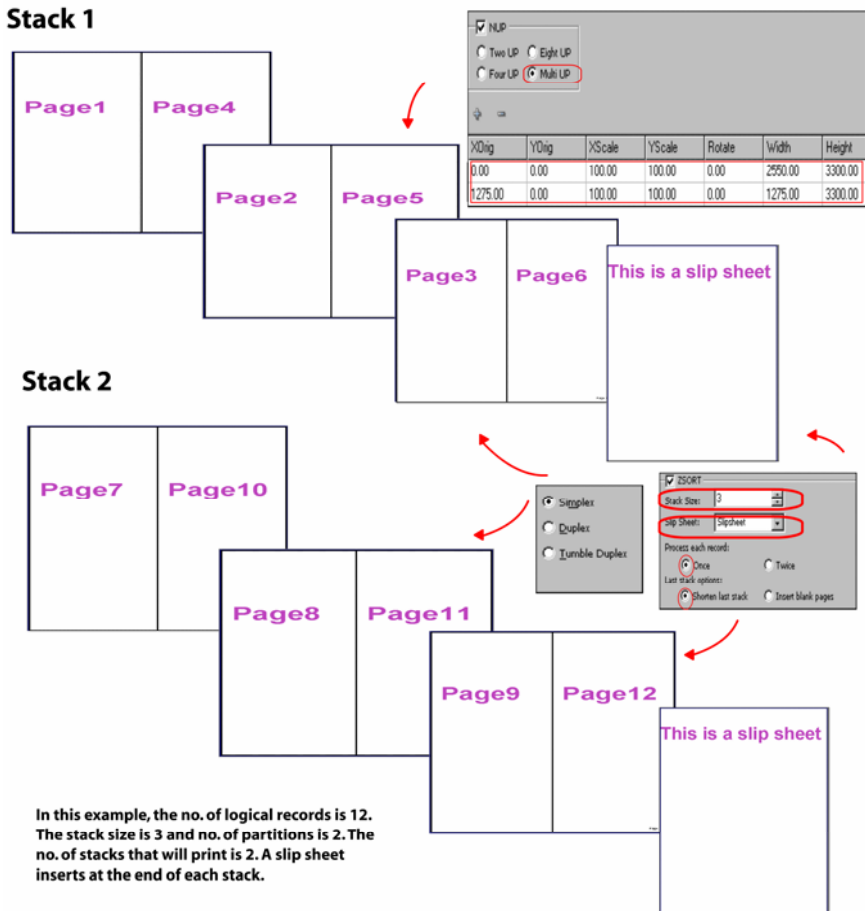 Stack 1
NUP
Two UP Eight UP
Four UP Multi UP
XOrig YOrig XScale YScale Rotate Width Height
0.00 0.00 100.00 100.00 0.00 2550.00 3300.00
1275.00 0.00 100.00 100.00 0.00 1275.00 3300.00
Page1 Page4
Page2 Page5
Page3 Page6
This is a slip sheet
Stack 2
Page7 Page10
Page8 Page11
Page9 Page12
This is a slip sheet
Simplex
Duplex
Tumble Duplex
ZSORT
Stack Size: 3
Slip Sheet: Slipsheet
Process each record:
Once Twice
Last stack options:
Shorten last stack Insert blank pages
In this example, the no. of logical records is 12.
The stack size is 3 and no. of partitions is 2. The
no. of stacks that will print is 2. A slip sheet
inserts at the end of each stack.